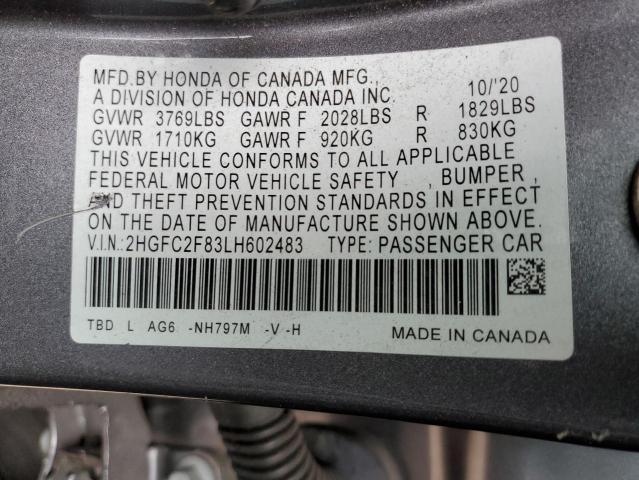 MFD.BY HONDA OF CANADA MFG.,  10/'20
A DIVISION OF HONDA CANADA INC.
GVWR 3769LBS GAWR F 2028LBS R 1829LBS
GVWR 1710KG GAWR F 920KG R 830KG
THIS VEHICLE CONFORMS TO ALL APPLICABLE
FEDERAL MOTOR VEHICLE SAFETY , BUMPER ,
AND THEFT PREVENTION STANDARDS IN EFFECT
ON THE DATE OF MANUFACTURE SHOWN ABOVE.
V.I.N.:2HGFC2F83LH602483 TYPE: PASSENGER CAR
TBD L AG6 -NH797M -V -H MADE IN CANADA